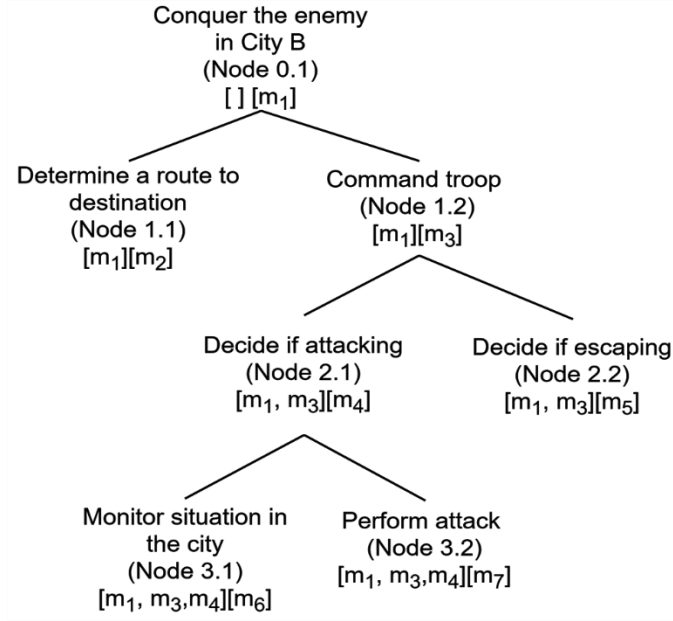 Conquer the enemy
in City B
(Node 0.1)
[ ] [m₁]
Determine a route to
destination
(Node 1.1)
[m₁][m₂]
Command troop
(Node 1.2)
[m₁][m₃]
Decide if attacking
(Node 2.1)
[m₁, m₃][m₄]
Decide if escaping
(Node 2.2)
[m₁, m₃][m₅]
Monitor situation in
the city
(Node 3.1)
[m₁, m₃,m₄][m₆]
Perform attack
(Node 3.2)
[m₁, m₃,m₄][m₇]